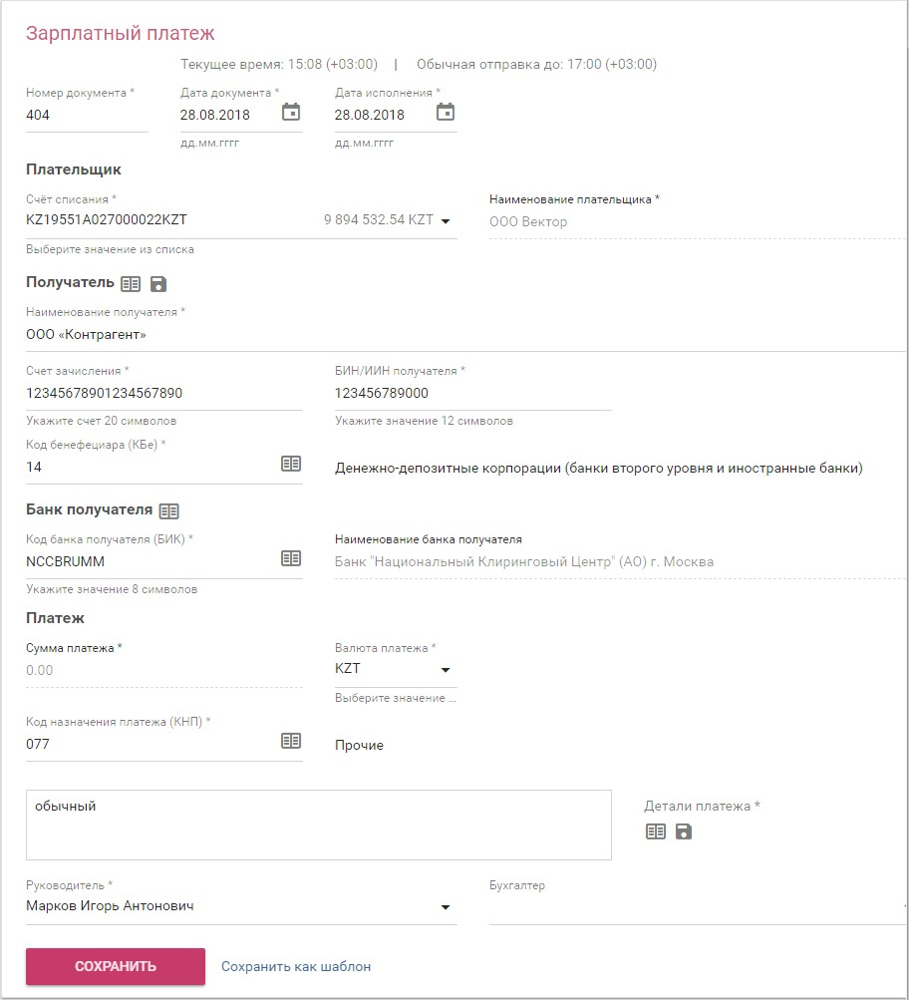 Зарплатный платеж
Текущее время: 15:08 (+03:00) | Обычная отправка до: 17:00 (+03:00)
Номер документа * Дата документа * Дата исполнения *
404 28.08.2018 28.08.2018
дд.мм.гггг дд.мм.гггг
Плательщик
Счёт списания * Наименование плательщика *
KZ19551A027000022KZT 9 894 532.54 KZT ООО Вектор
Выберите значение из списка
Получатель
Наименование получателя *
ООО «Контрагент»
Счет зачисления * БИН/ИИН получателя *
12345678901234567890 123456789000
Укажите счет 20 символов Укажите значение 12 символов
Код бенефециара (КБе) *
14 Денежно-депозитные корпорации (банки второго уровня и иностранные банки)
Банк получателя
Код банка получателя (БИК) * Наименование банка получателя
NCCBRUMM Банк "Национальный Клиринговый Центр" (АО) г. Москва
Укажите значение 8 символов
Платеж
Сумма платежа * Валюта платежа *
0.00 KZT
Выберите значение ...
Код назначения платежа (КНП) *
077 Прочие
обычный Детали платежа *
Руководитель * Бухгалтер
Марков Игорь Антонович
СОХРАНИТЬ Сохранить как шаблон